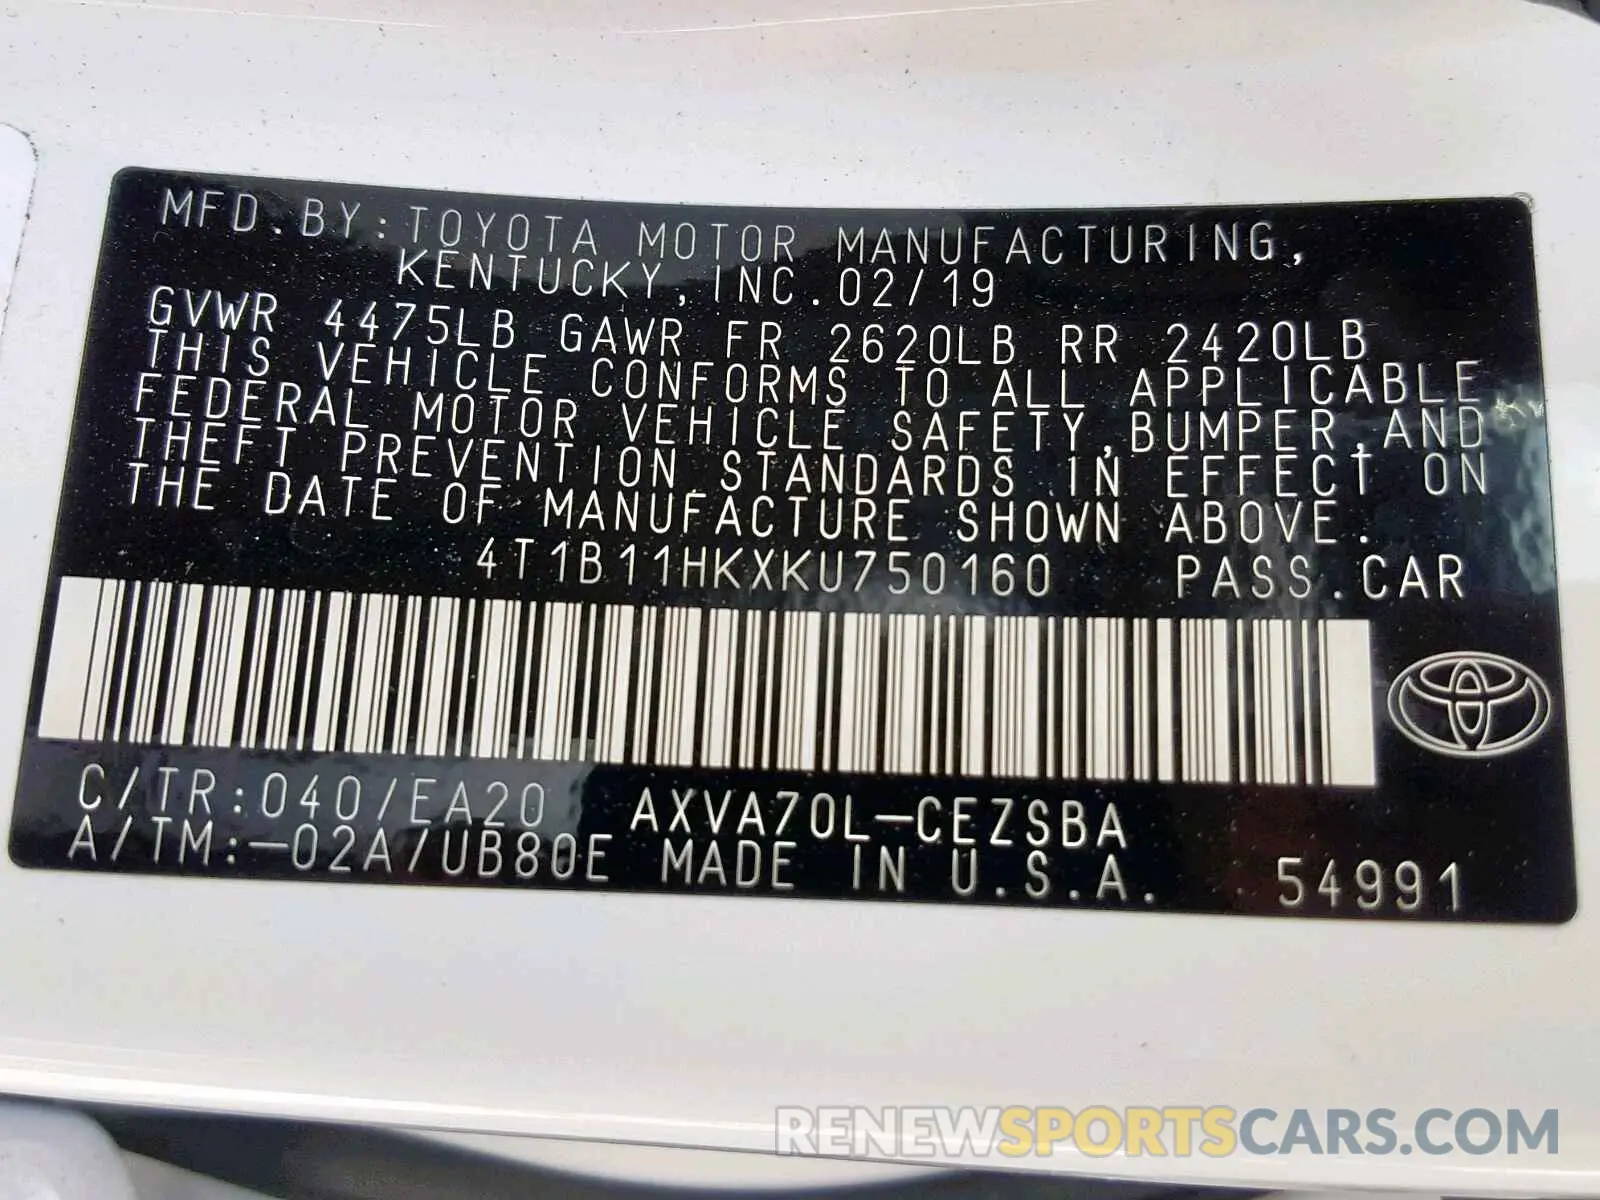 MFD.BY:TOYOTA MOTOR MANUFACTURING,
KENTUCKY,INC.02/19
GVWR 4475LB GAWR FR 2620LB RR 2420LB
THIS VEHICLE CONFORMS TO ALL APPLICABLE
FEDERAL MOTOR VEHICLE SAFETY,BUMPER,AND
THEFT PREVENTION STANDARDS IN EFFECT ON
THE DATE OF MANUFACTURE SHOWN ABOVE.
4T1B11HKXKU750160 PASS.CAR
C/TR:040/EA20 AXVA70L-CEZSBA
A/TM:-02A/UB80E MADE IN U.S.A. 54991
RENEWSPORTSCARS.COM